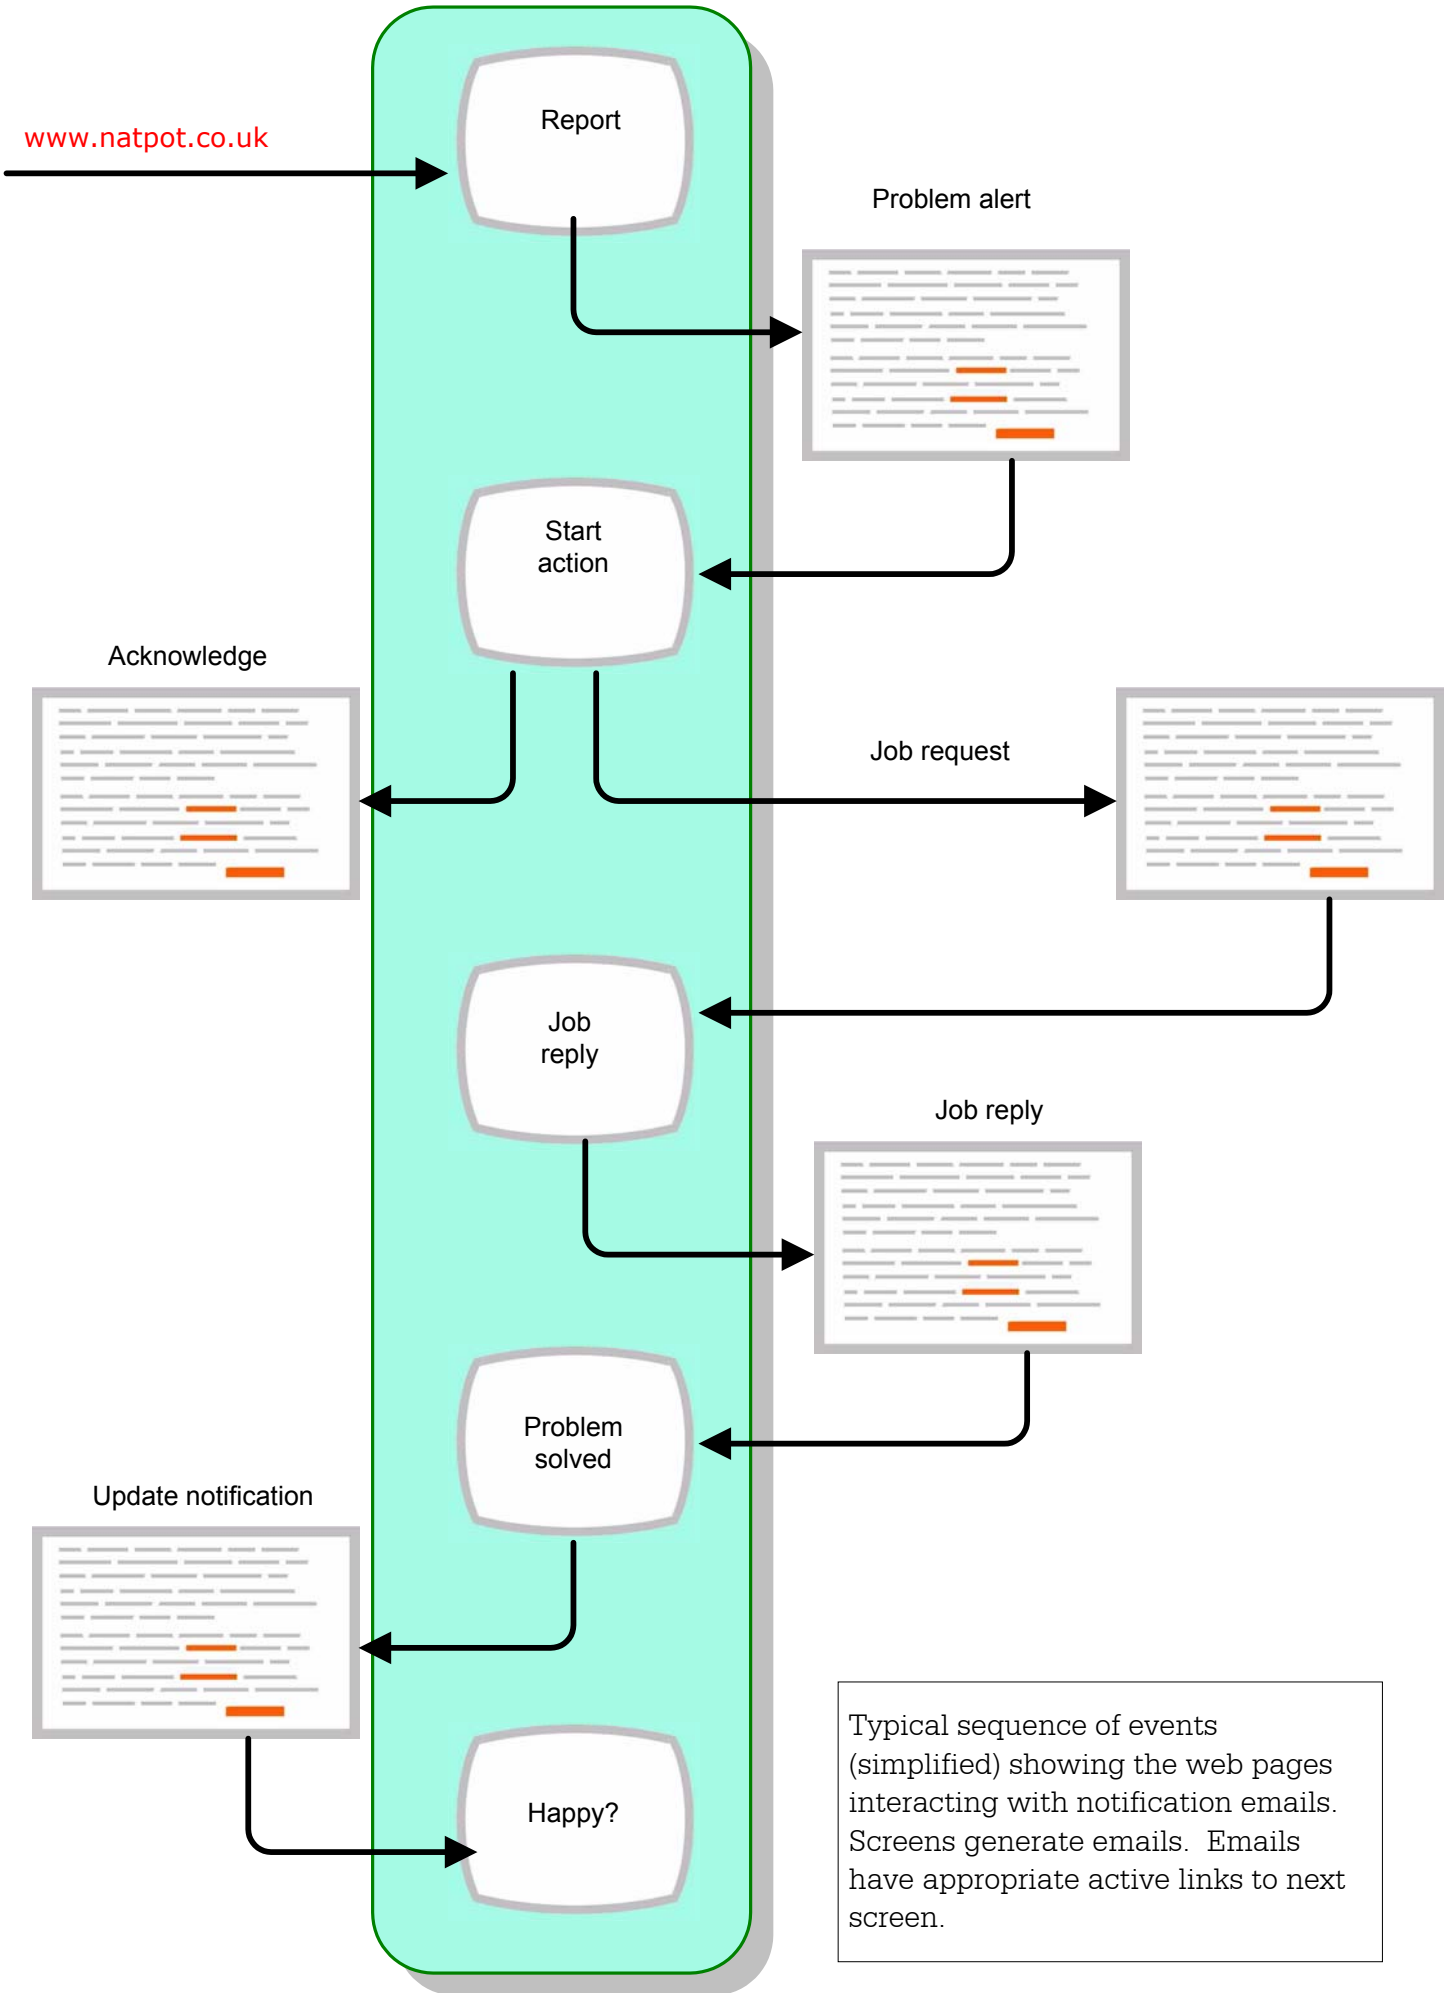 Report
www.natpot.co.uk
Problem alert
Start
action
Acknowledge
Job request
Job
reply
Job reply
Problem
solved
Update notification
Happy?
Typical sequence of events
(simplified) showing the web pages
interacting with notification emails.
Screens generate emails.  Emails
have appropriate active links to next
screen.